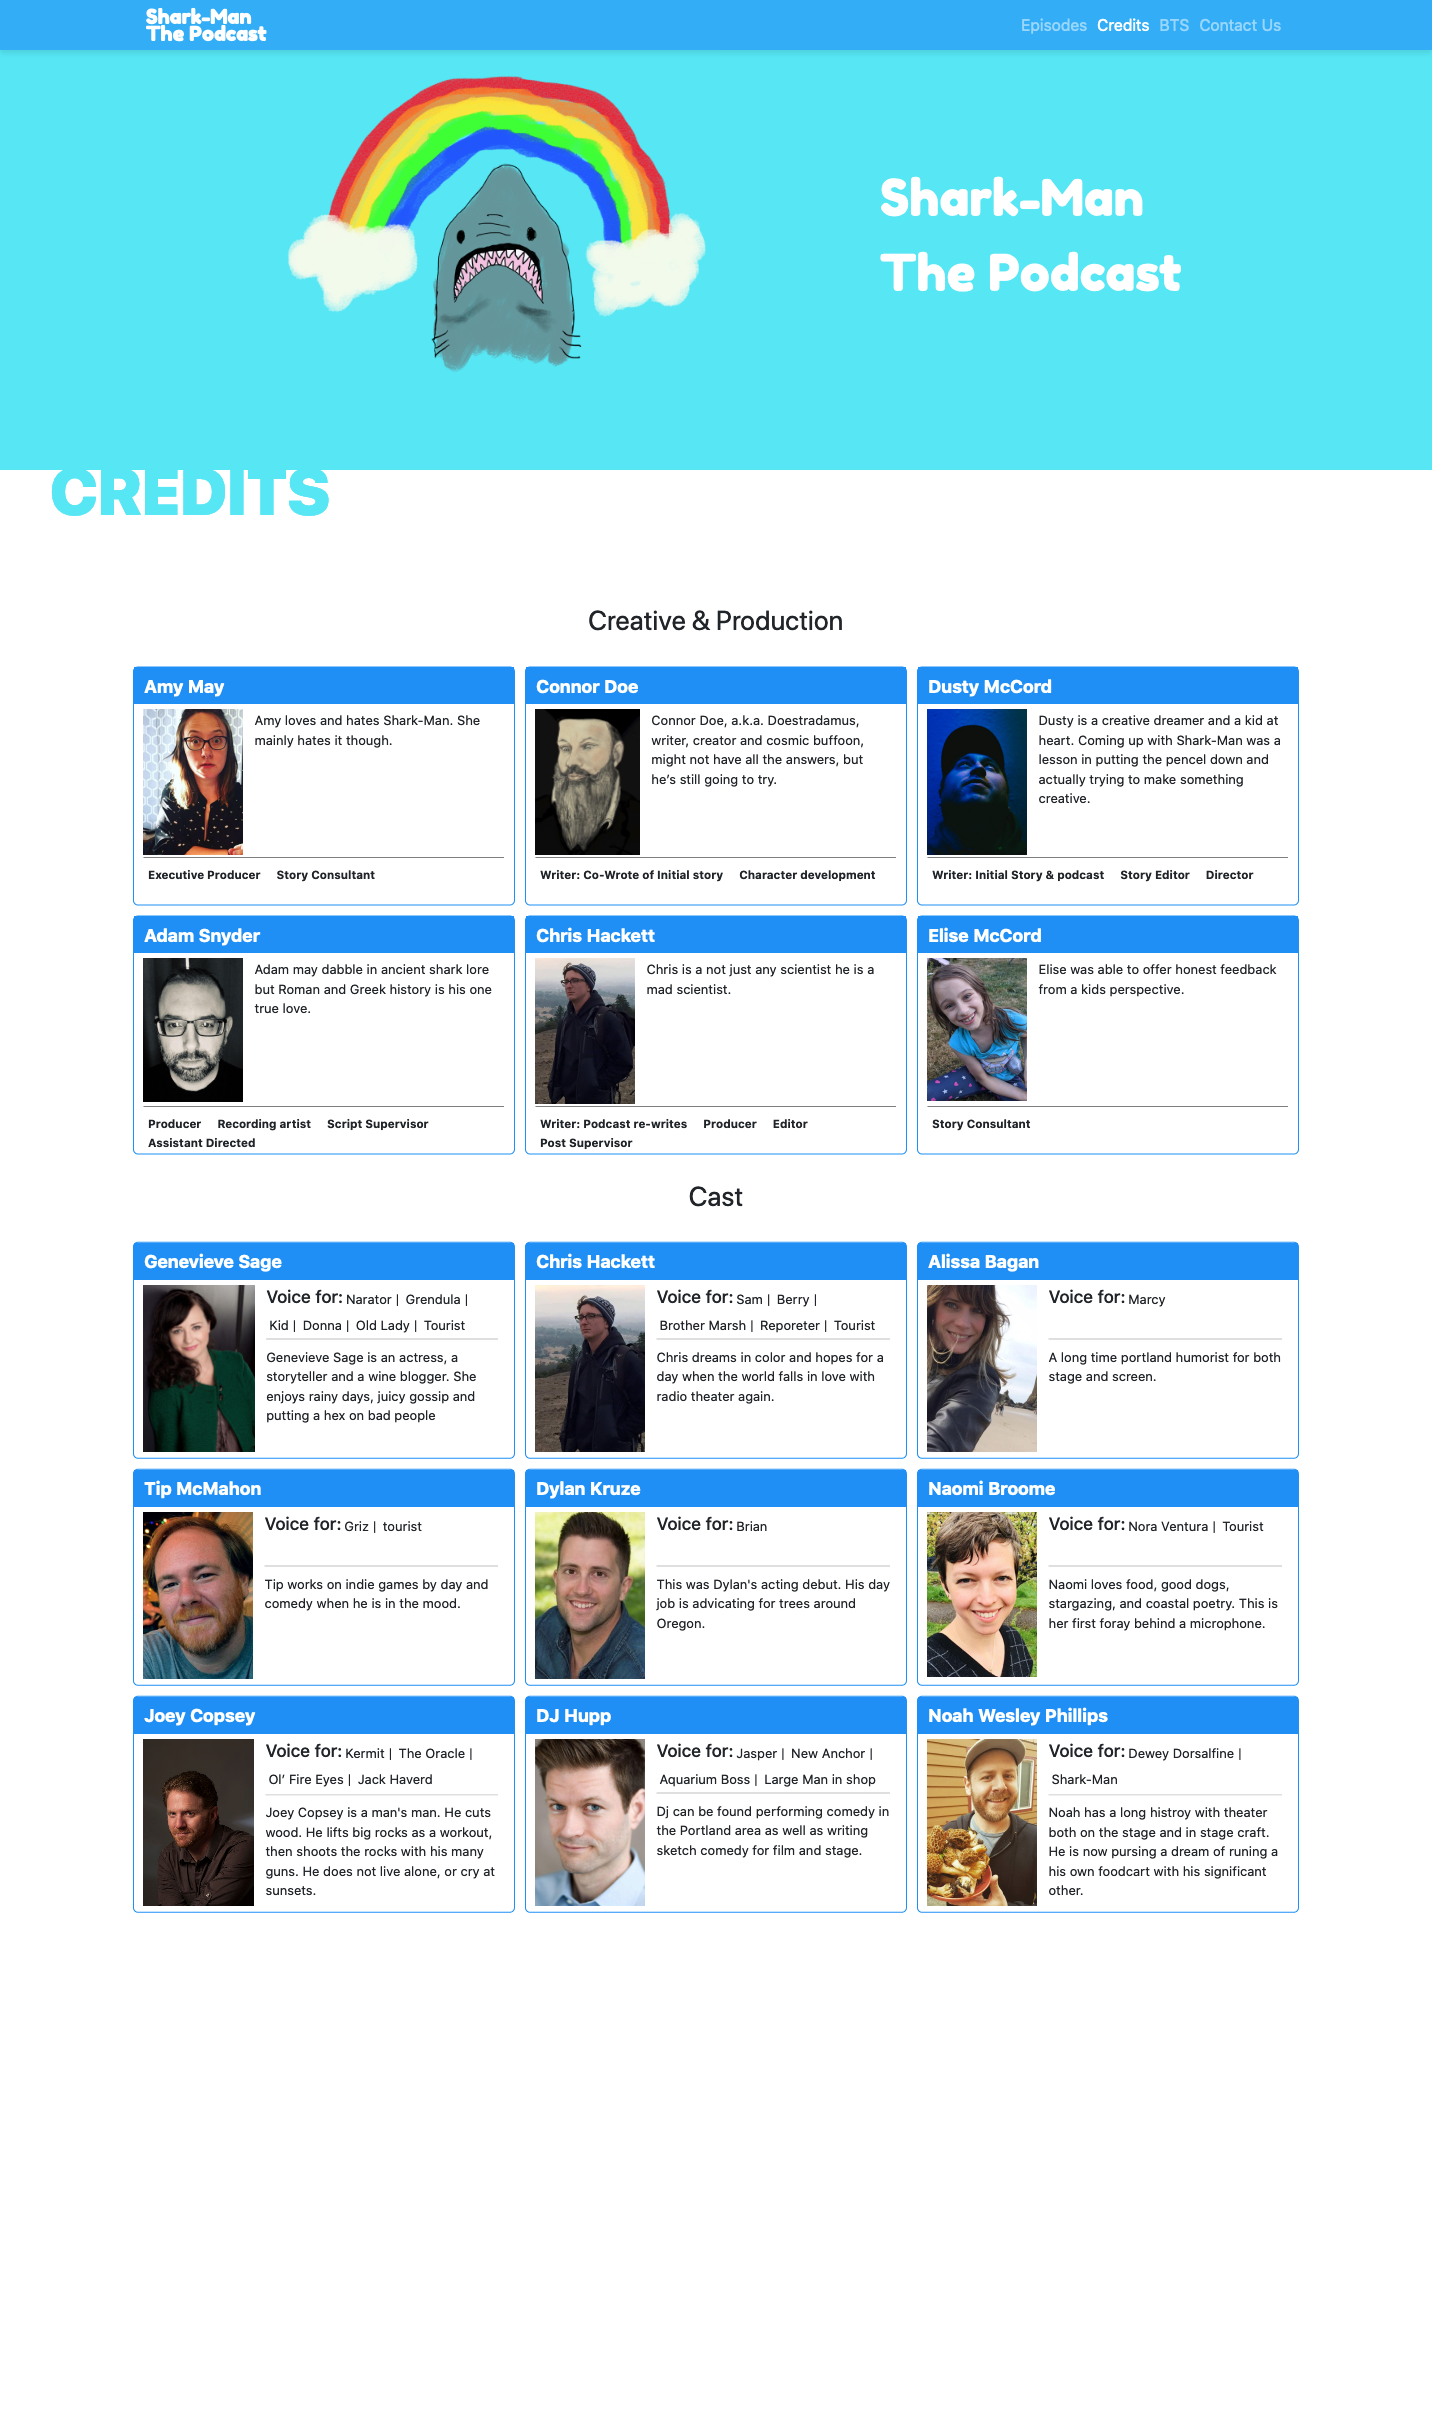 Shark-Man
The Podcast
Episodes Credits BTS Contact Us
Shark-Man
The Podcast
CREDITS
Creative & Production
Amy May
Amy loves and hates Shark-Man. She
mainly hates it though.
Executive Producer Story Consultant
Connor Doe
Connor Doe, a.k.a. Doestradamus,
writer, creator and cosmic buffoon,
might not have all the answers, but
he’s still going to try.
Writer: Co-Wrote of Initial story Character development
Dusty McCord
Dusty is a creative dreamer and a kid at
heart. Coming up with Shark-Man was a
lesson in putting the pencel down and
actually trying to make something
creative.
Writer: Initial Story & podcast Story Editor Director
Adam Snyder
Adam may dabble in ancient shark lore
but Roman and Greek history is his one
true love.
Producer Recording artist Script Supervisor
Assistant Directed
Chris Hackett
Chris is a not just any scientist he is a
mad scientist.
Writer: Podcast re-writes Producer Editor
Post Supervisor
Elise McCord
Elise was able to offer honest feedback
from a kids perspective.
Story Consultant
Cast
Genevieve Sage
Voice for: Narator | Grendula |
Kid | Donna | Old Lady | Tourist
Genevieve Sage is an actress, a
storyteller and a wine blogger. She
enjoys rainy days, juicy gossip and
putting a hex on bad people
Chris Hackett
Voice for: Sam | Berry |
Brother Marsh | Reporeter | Tourist
Chris dreams in color and hopes for a
day when the world falls in love with
radio theater again.
Alissa Bagan
Voice for: Marcy
A long time portland humorist for both
stage and screen.
Tip McMahon
Voice for: Griz | tourist
Tip works on indie games by day and
comedy when he is in the mood.
Dylan Kruze
Voice for: Brian
This was Dylan's acting debut. His day
job is advicating for trees around
Oregon.
Naomi Broome
Voice for: Nora Ventura | Tourist
Naomi loves food, good dogs,
stargazing, and coastal poetry. This is
her first foray behind a microphone.
Joey Copsey
Voice for: Kermit | The Oracle |
Ol’ Fire Eyes | Jack Haverd
Joey Copsey is a man's man. He cuts
wood. He lifts big rocks as a workout,
then shoots the rocks with his many
guns. He does not live alone, or cry at
sunsets.
DJ Hupp
Voice for: Jasper | New Anchor |
Aquarium Boss | Large Man in shop
Dj can be found performing comedy in
the Portland area as well as writing
sketch comedy for film and stage.
Noah Wesley Phillips
Voice for: Dewey Dorsalfine |
Shark-Man
Noah has a long histroy with theater
both on the stage and in stage craft.
He is now pursing a dream of runing a
his own foodcart with his significant
other.